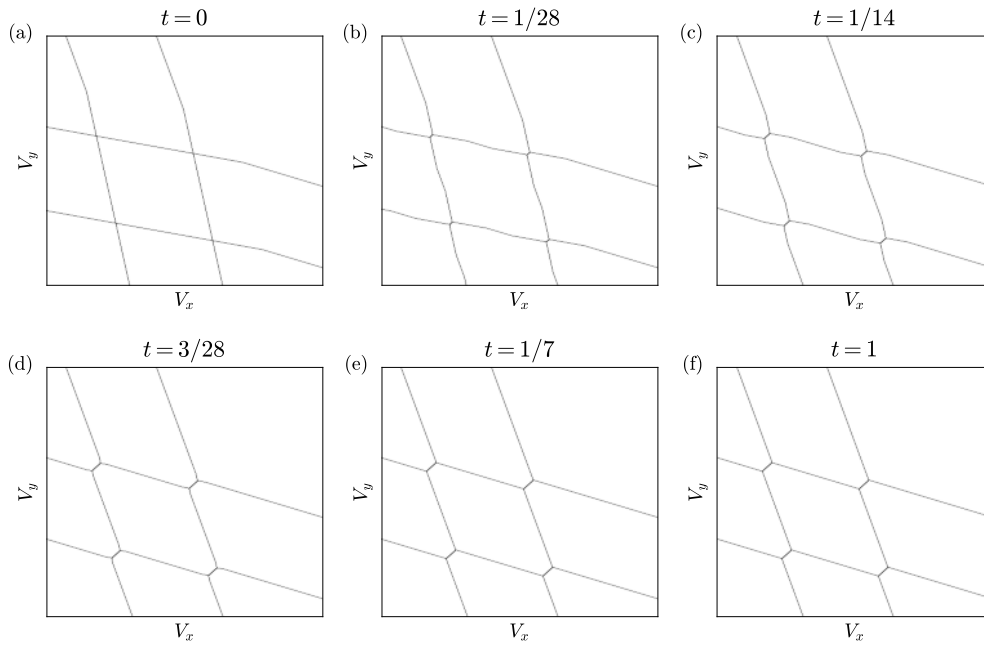 (a) t = 0
(b) t = 1/28
(c) t = 1/14
V_y V_y V_y
V_x V_x V_x
(d) t = 3/28
(e) t = 1/7
(f) t = 1
V_y V_y V_y
V_x V_x V_x